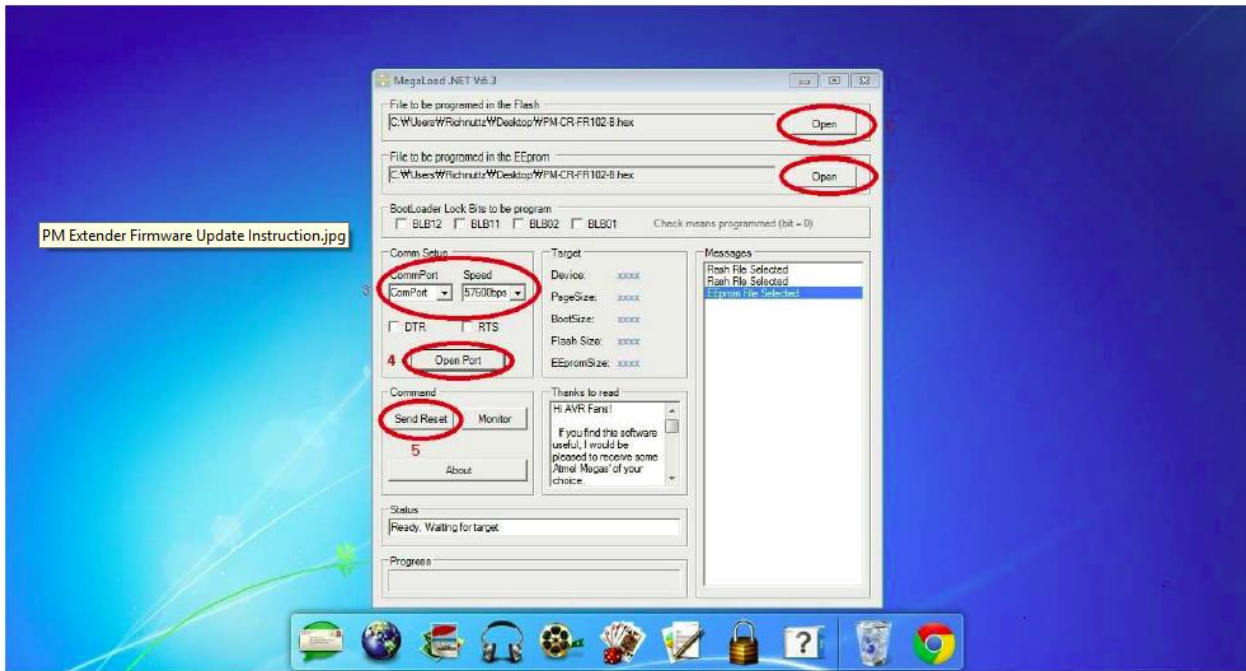 MegaLoad .NET V:6.3
File to be programed in the Flash
C:₩Users₩Richnuttz₩Desktop₩PM-CR-FR102-B.hex
Open
File to be programed in the EEprom
C:₩Users₩Richnuttz₩Desktop₩PM-CR-FR102-B.hex
Open
BootLoader Lock Bits to be program
BLB12 BLB11 BLB02 BLB01 Check means programmed (bit = 0)
PM Extender Firmware Update Instruction.jpg
Comm Setup
CommPort Speed
3
ComPort 57600bps
DTR RTS
4 Open Port
Target
Device: xxxx
PageSize: xxxx
BootSize: xxxx
Flash Size: xxxx
EEpromSize: xxxx
Messages
Flash File Selected
Flash File Selected
EEprom File Selected
Command
Send Reset Monitor
5
About
Thanks to read
Hi AVR Fans!
If you find this software
useful, I would be
pleased to receive some
'Atmel Megas' of your
choice.
Status
Ready. Waiting for target
Progress
?